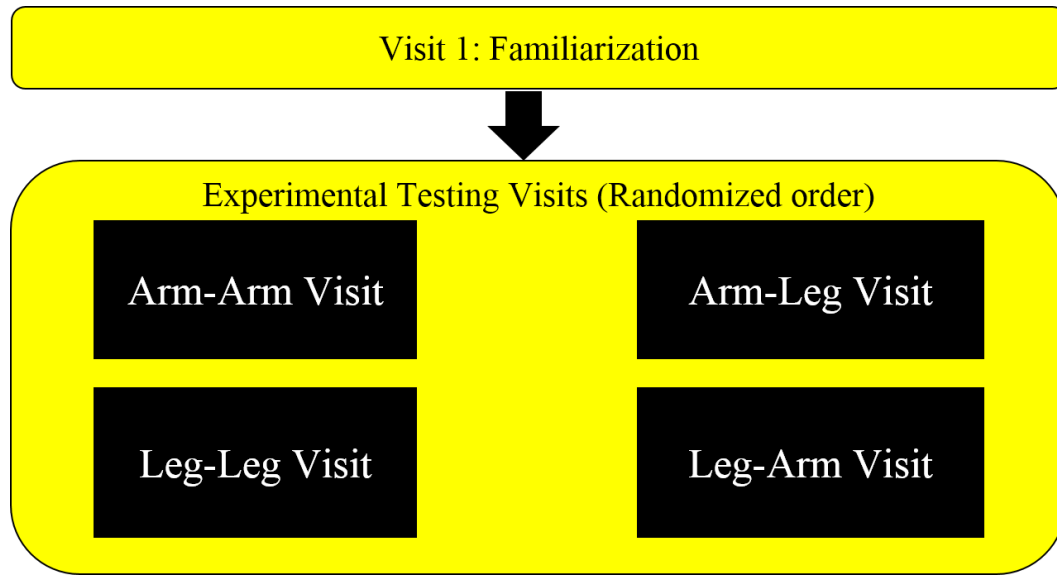 Visit 1: Familiarization
Experimental Testing Visits (Randomized order)
Arm-Arm Visit
Arm-Leg Visit
Leg-Leg Visit
Leg-Arm Visit